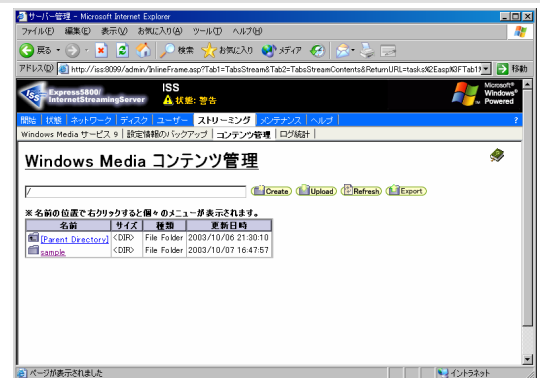 サーバー管理 - Microsoft Internet Explorer
ファイル(F) 編集(E) 表示(V) お気に入り(A) ツール(T) ヘルプ(H)
戻る 検索 お気に入り メディア
アドレス(D) http://iss:8099/admin/InlineFrame.asp?Tab1=TabsStream&Tab2=TabsStreamContents&ReturnURL=tasks%2Easp%3FTab1 移動
ISS
Express5800/
InternetStreamingServer
ISS
状態: 警告
Microsoft®
Windows®
Powered
開始 状態 ネットワーク ディスク ユーザー ストリーミング メンテナンス ヘルプ ?
Windows Media サービス 9 設定情報のバックアップ コンテンツ管理 ログ統計
Windows Media コンテンツ管理
/ Create Upload Refresh Export
※ 名前の位置で右クリックすると個々のメニューが表示されます。
名前 サイズ 種類 更新日時
[Parent Directory] <DIR> File Folder 2003/10/06 21:30:10
sample <DIR> File Folder 2003/10/07 16:47:57
ページが表示されました イントラネット